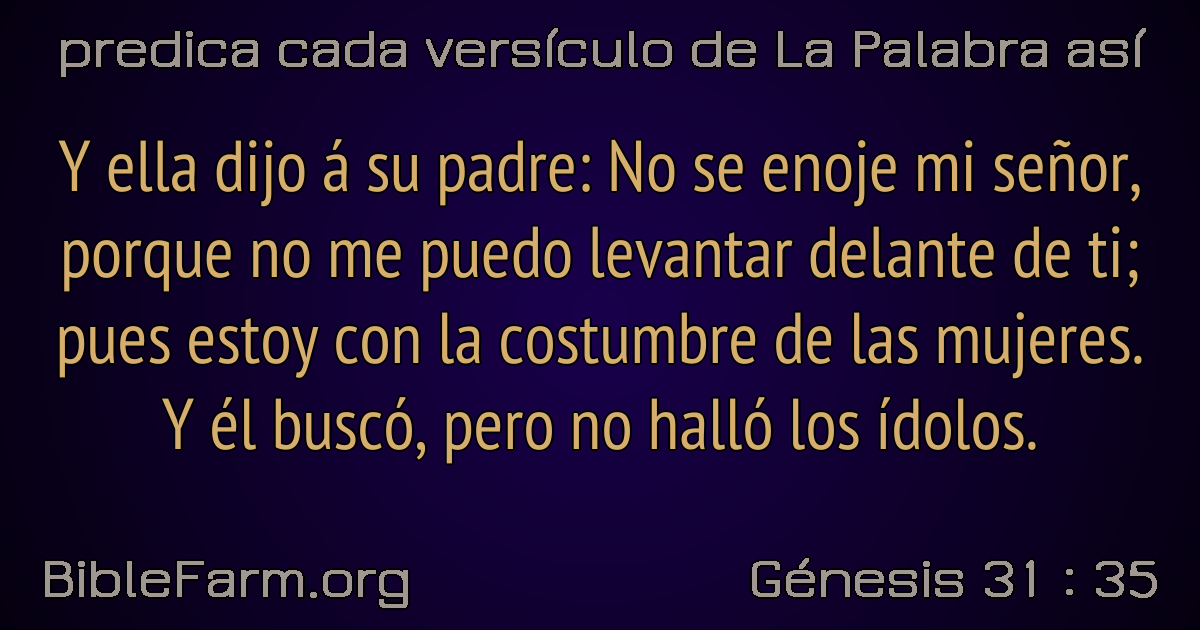 predica cada versículo de La Palabra así
Y ella dijo á su padre: No se enoje mi señor,
porque no me puedo levantar delante de ti;
pues estoy con la costumbre de las mujeres.
Y él buscó, pero no halló los ídolos.
BibleFarm.org
Génesis 31 : 35